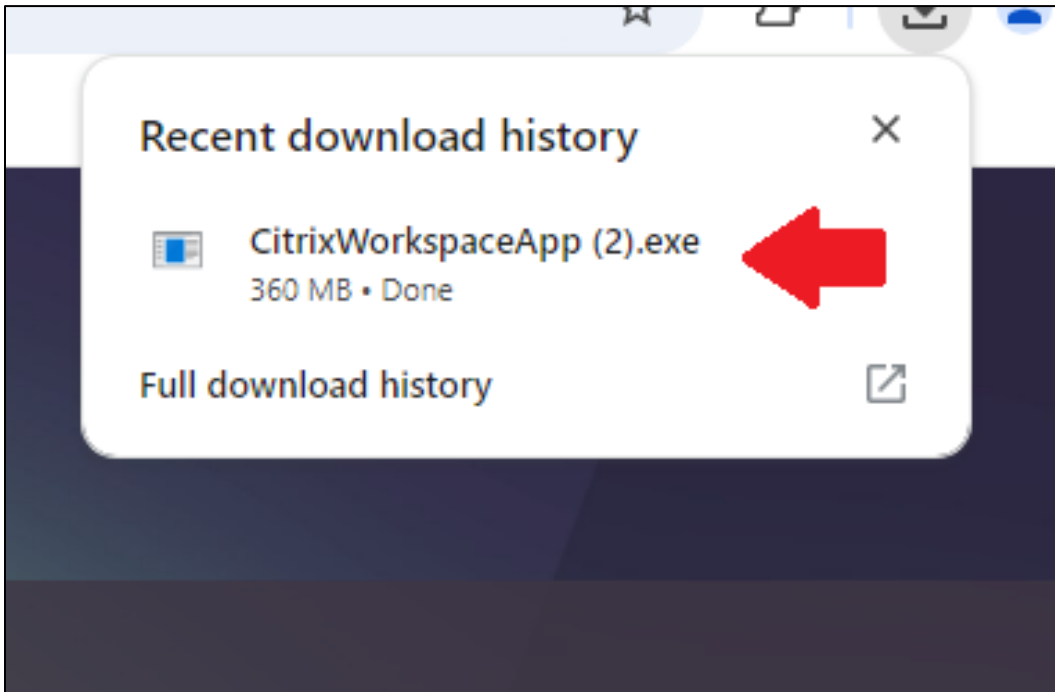 Recent download history
CitrixWorkspaceApp (2).exe
360 MB • Done
Full download history